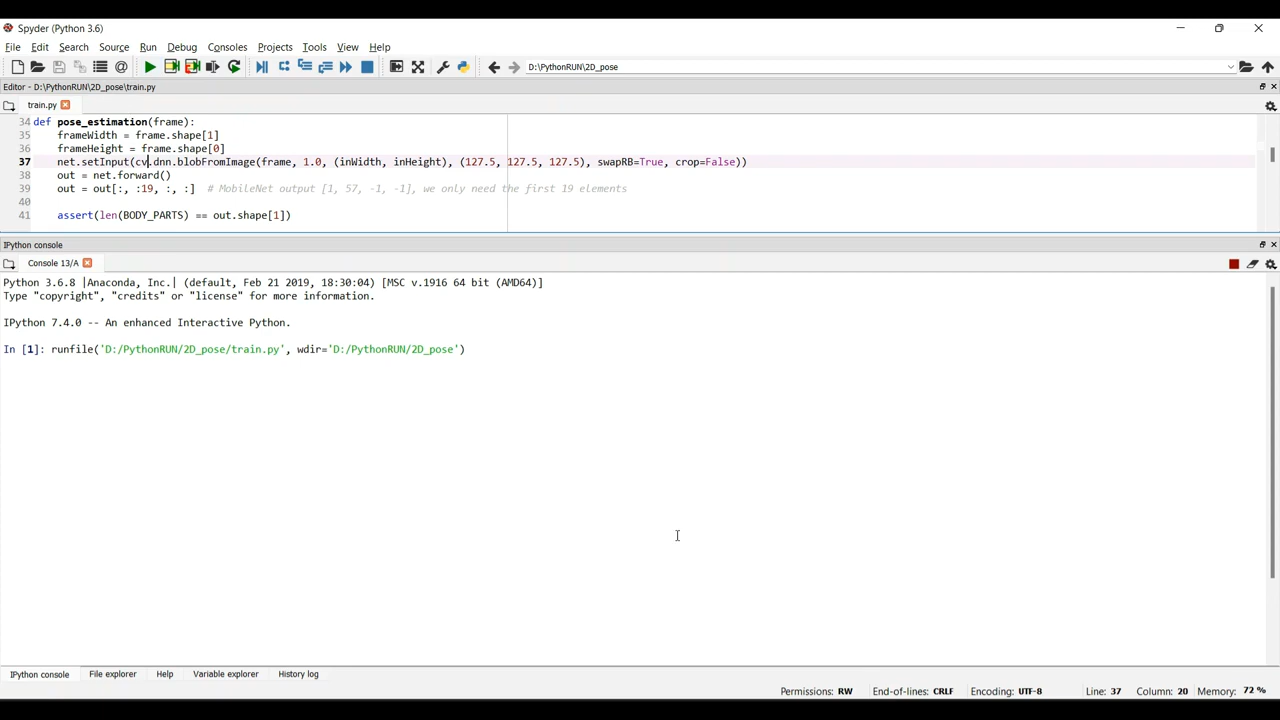 Spyder (Python 3.6)
File Edit Search Source Run Debug Consoles Projects Tools View Help
D:\PythonRUN\2D_pose
Editor - D:\PythonRUN\2D_pose\train.py
train.py
34 def pose_estimation(frame):
35 frameWidth = frame.shape[1]
36 frameHeight = frame.shape[0]
37 net.setInput(cv.dnn.blobFromImage(frame, 1.0, (inWidth, inHeight), (127.5, 127.5, 127.5), swapRB=True, crop=False))
38 out = net.forward()
39 out = out[:, :19, :, :] # MobileNet output [1, 57, -1, -1], we only need the first 19 elements
40
41 assert(len(BODY_PARTS) == out.shape[1])
IPython console
Console 13/A
Python 3.6.8 |Anaconda, Inc.| (default, Feb 21 2019, 18:30:04) [MSC v.1916 64 bit (AMD64)]
Type "copyright", "credits" or "license" for more information.
IPython 7.4.0 -- An enhanced Interactive Python.
In [1]: runfile('D:/PythonRUN/2D_pose/train.py', wdir='D:/PythonRUN/2D_pose')
IPython console File explorer Help Variable explorer History log
Permissions: RW End-of-lines: CRLF Encoding: UTF-8 Line: 37 Column: 20 Memory: 72 %